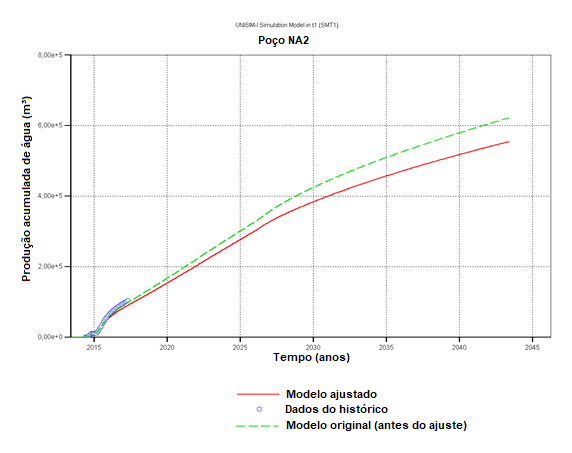 UNISIM-I Simulation Model in t1 (SMT1)
Poço NA2
Produção acumulada de água (m³)
8,00e+5
6,00e+5
4,00e+5
2,00e+5
0,00e+0
2015 2020 2025 2030 2035 2040 2045
Tempo (anos)
Modelo ajustado
Dados do histórico
Modelo original (antes do ajuste)